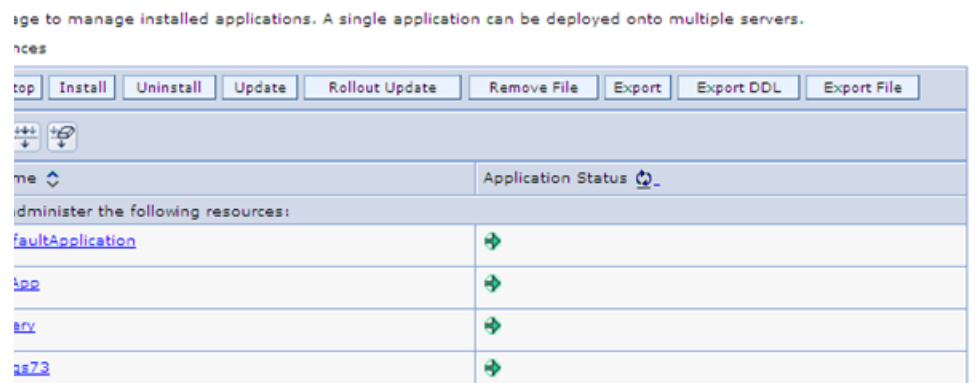 age to manage installed applications. A single application can be deployed onto multiple servers.
nces
top Install Uninstall Update Rollout Update Remove File Export Export DDL Export File
me Application Status
administer the following resources:
faultApplication
App
ery
gs73